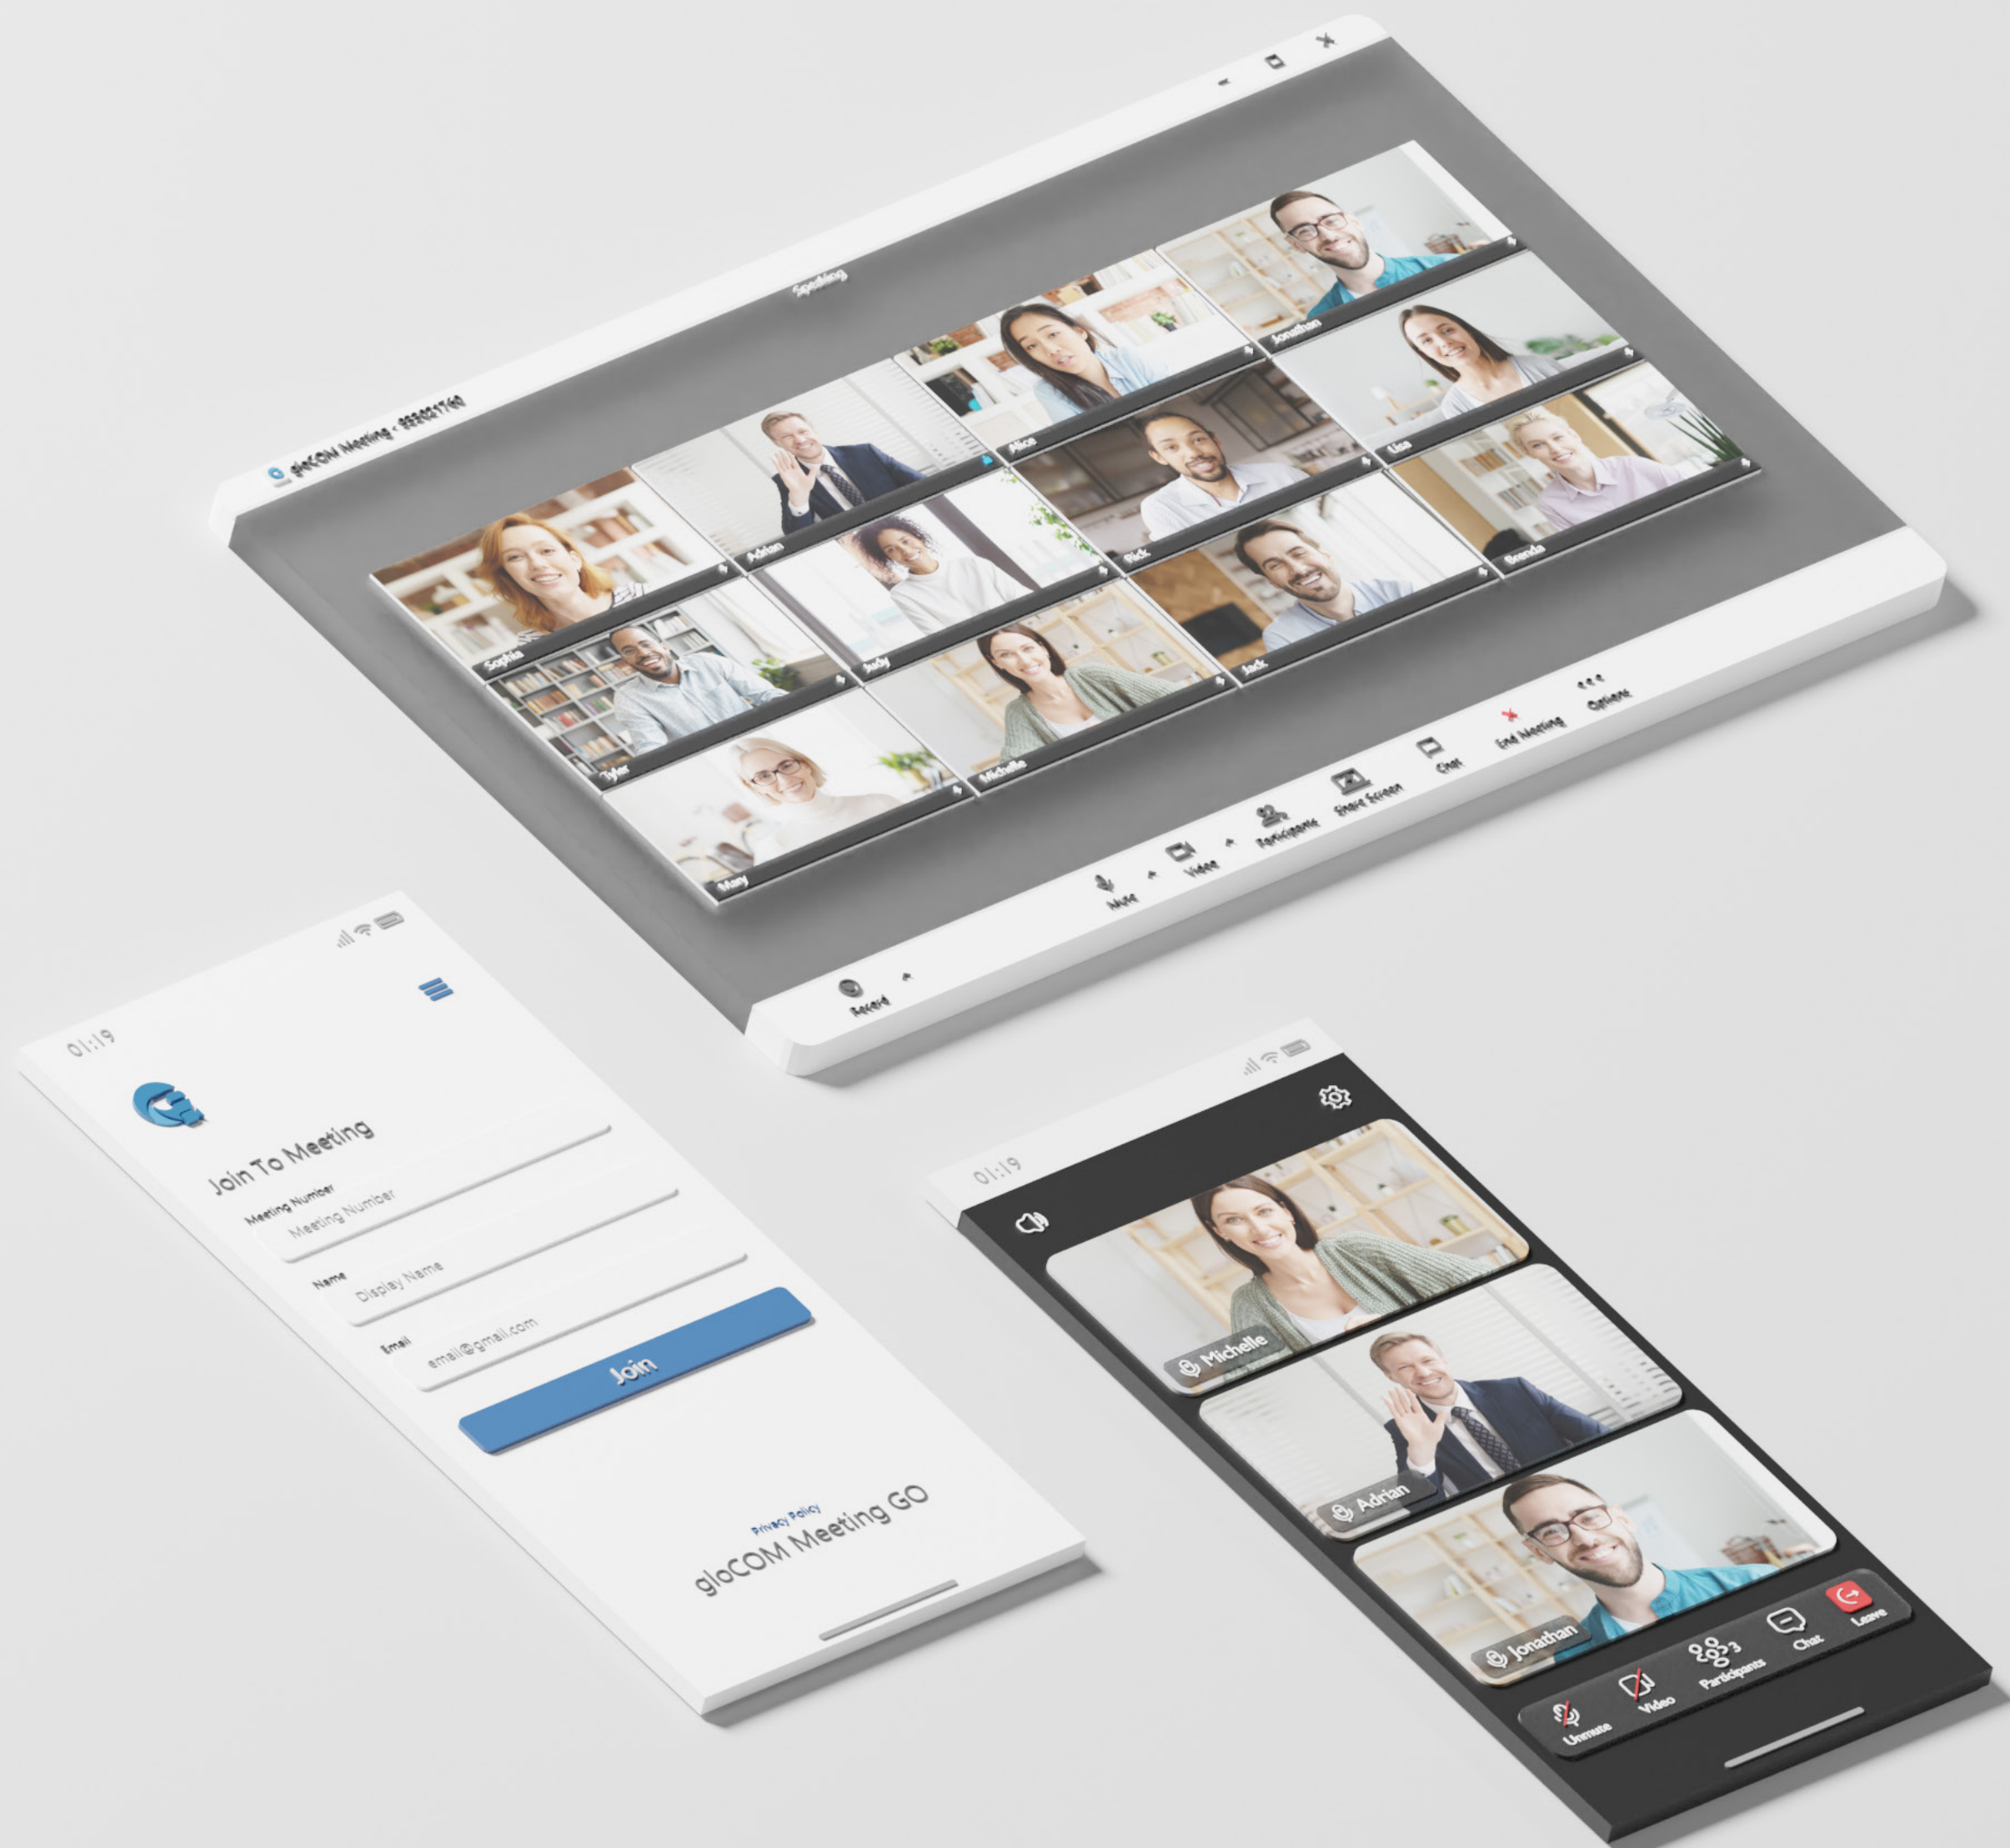 gloCOM Meeting - 
Speaking
Sophia
Adrian
Alice
Jonathan
Tyler
Judy
Rick
Lisa
Mary
Michelle
Jack
Brenda
Record
Mute
Video
Participants
Share Screen
Chat
End Meeting
Options
01:19
Join To Meeting
Meeting Number
Meeting Number
Name
Display Name
Email
email@gmail.com
Join
Privacy Policy
gloCOM Meeting GO
01:19
Michelle
Adrian
Jonathan
Unmute
Video
3
Participants
Chat
Leave